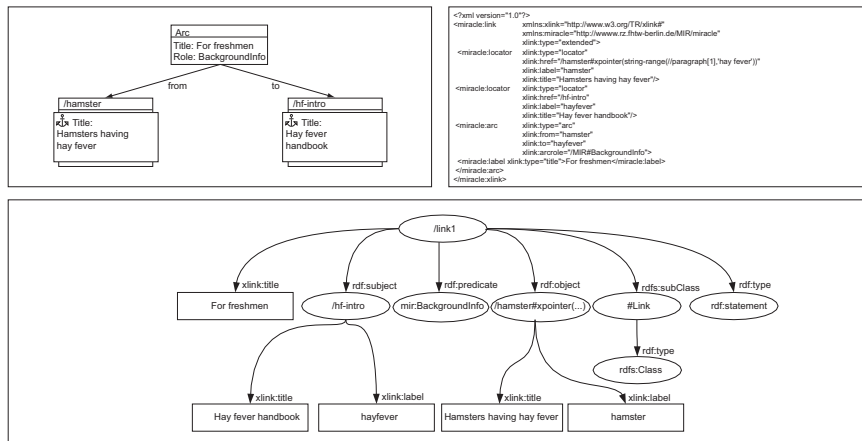 Arc
Title: For freshmen
Role: BackgroundInfo
from
to
/hamster
Title:
Hamsters having
hay fever
/hf-intro
Title:
Hay fever
handbook
<?xml version="1.0"?>
<miracle:link xmlns:xlink="http://www.w3.org/TR/xlink#"
xmlns:miracle="http://www.rz.fhtw-berlin.de/MIR/miracle"
xlink:type="extended">
<miracle:locator xlink:type="locator"
xlink:href="/hamster#xpointer(string-range(//paragraph[1],'hay fever'))"
xlink:label="hamster"
xlink:title="Hamsters having hay fever"/>
<miracle:locator xlink:type="locator"
xlink:href="/hf-intro"
xlink:label="hayfever"
xlink:title="Hay fever handbook"/>
<miracle:arc xlink:type="arc"
xlink:from="hamster"
xlink:to="hayfever"
xlink:arcrole="/MIR#BackgroundInfo">
<miracle:label xlink:type="title">For freshmen</miracle:label>
</miracle:arc>
</miracle:xlink>
/link1
xlink:title rdf:subject rdf:predicate rdf:object rdfs:subClass rdf:type
For freshmen /hf-intro mir:BackgroundInfo /hamster#xpointer(...) #Link rdf:statement
rdf:type
rdfs:Class
xlink:title xlink:label xlink:title xlink:label
Hay fever handbook hayfever Hamsters having hay fever hamster